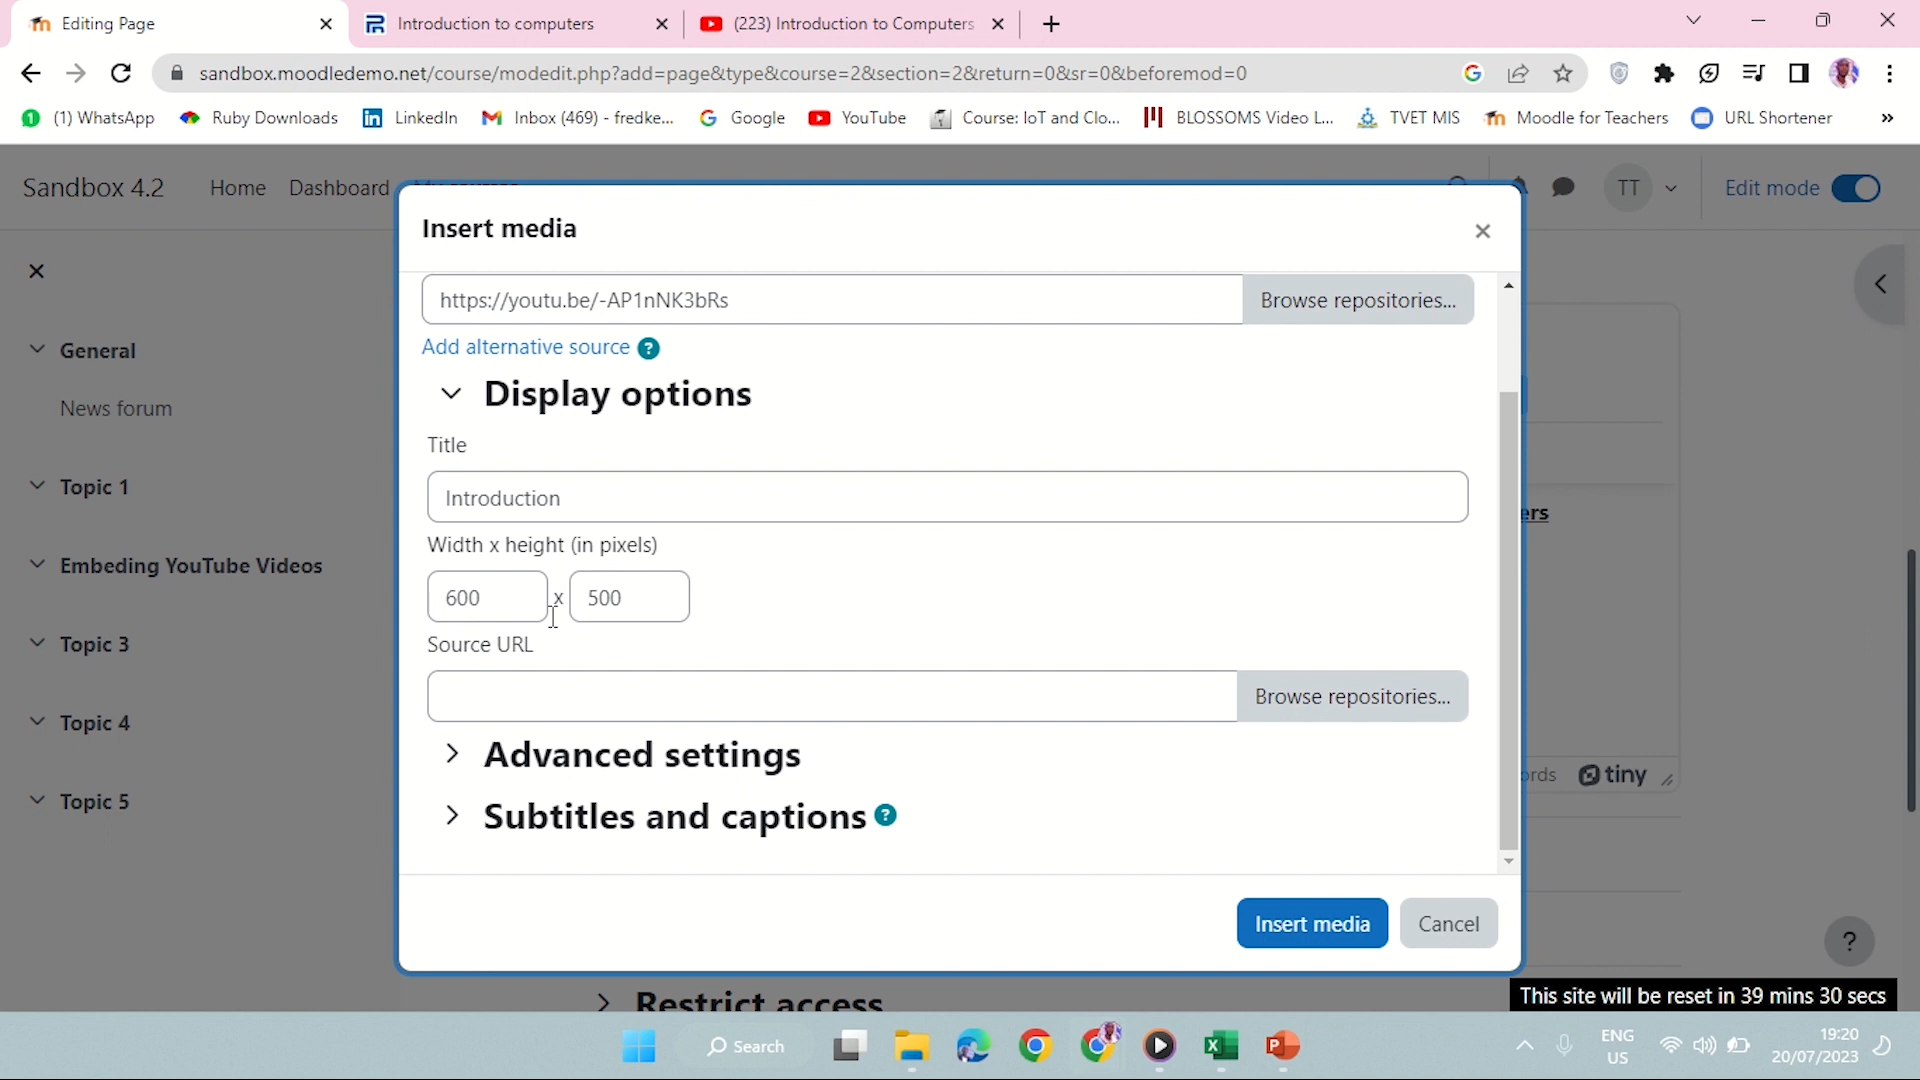 Editing Page
Introduction to computers
(223) Introduction to Computers
sandbox.moodledemo.net/course/modedit.php?add=page&type&course=2&section=2&return=0&sr=0&beforemod=0
(1) WhatsApp
Ruby Downloads
LinkedIn
Inbox (469) - fredke...
Google
YouTube
Course: IoT and Clo...
BLOSSOMS Video L...
TVET MIS
Moodle for Teachers
URL Shortener
»
Sandbox 4.2
Home
Dashboard
TT
Edit mode
Insert media
https://youtu.be/-AP1nNK3bRs
Browse repositories...
Add alternative source ?
Display options
Title
Introduction
Width x height (in pixels)
600 x 500
Source URL
Browse repositories...
Advanced settings
Subtitles and captions ?
Insert media
Cancel
General
News forum
Topic 1
Embeding YouTube Videos
Topic 3
Topic 4
Topic 5
ers
ords
tiny
?
Restrict access
This site will be reset in 39 mins 30 secs
Search
ENG
US
19:20
20/07/2023